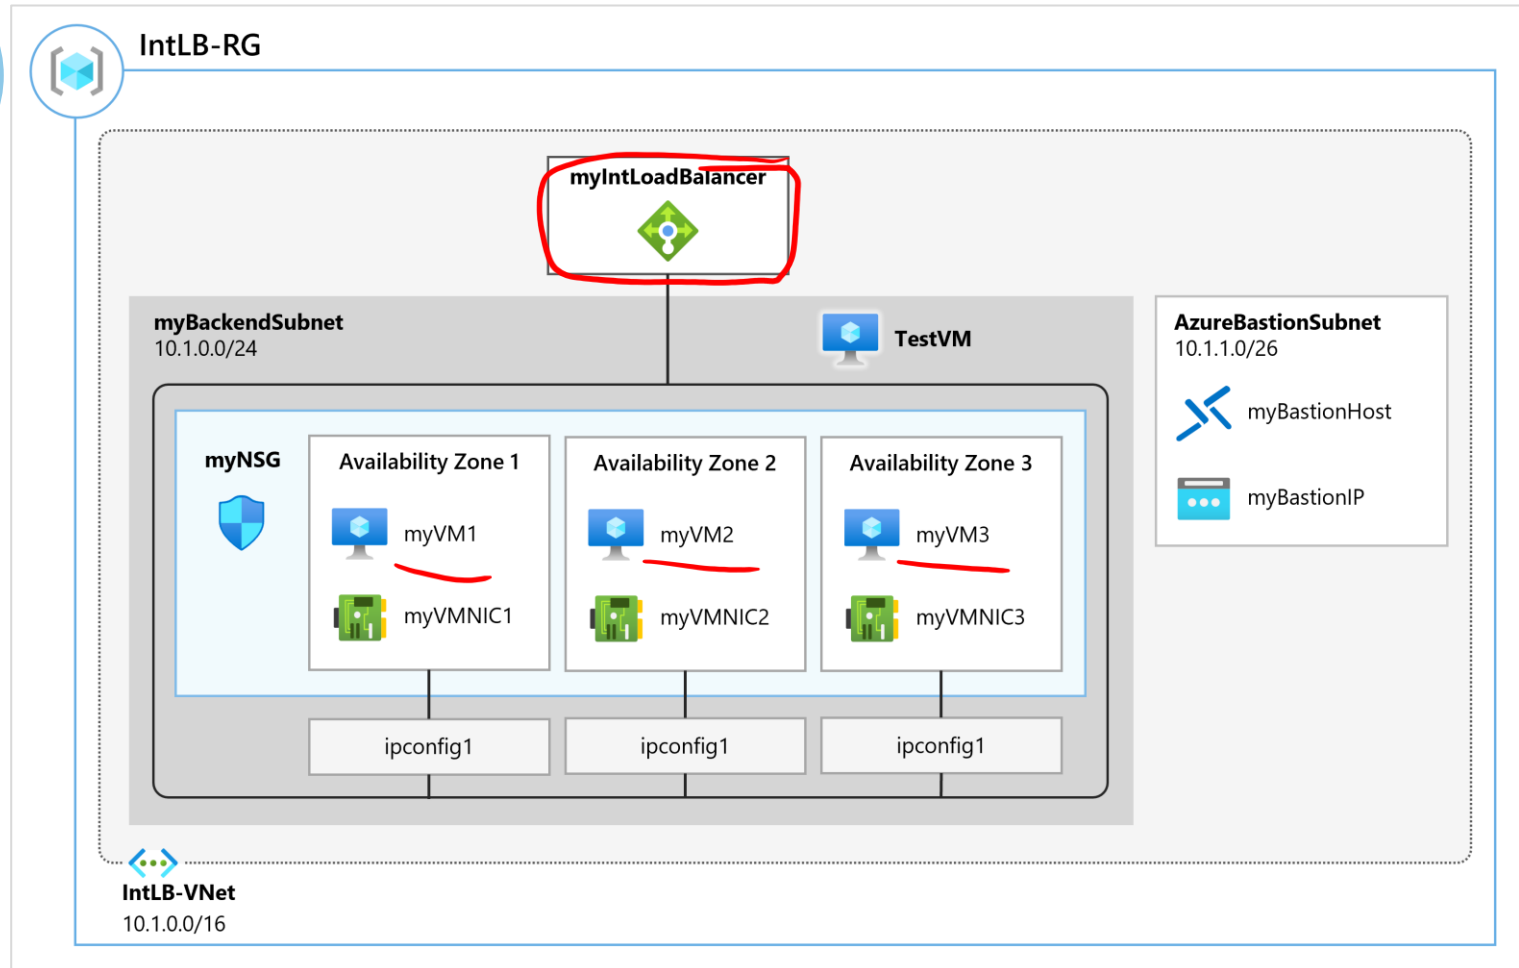 IntLB-RG
myIntLoadBalancer
myBackendSubnet
10.1.0.0/24
TestVM
AzureBastionSubnet
10.1.1.0/26
myBastionHost
myBastionIP
myNSG
Availability Zone 1
myVM1
myVMNIC1
ipconfig1
Availability Zone 2
myVM2
myVMNIC2
ipconfig1
Availability Zone 3
myVM3
myVMNIC3
ipconfig1
IntLB-VNet
10.1.0.0/16